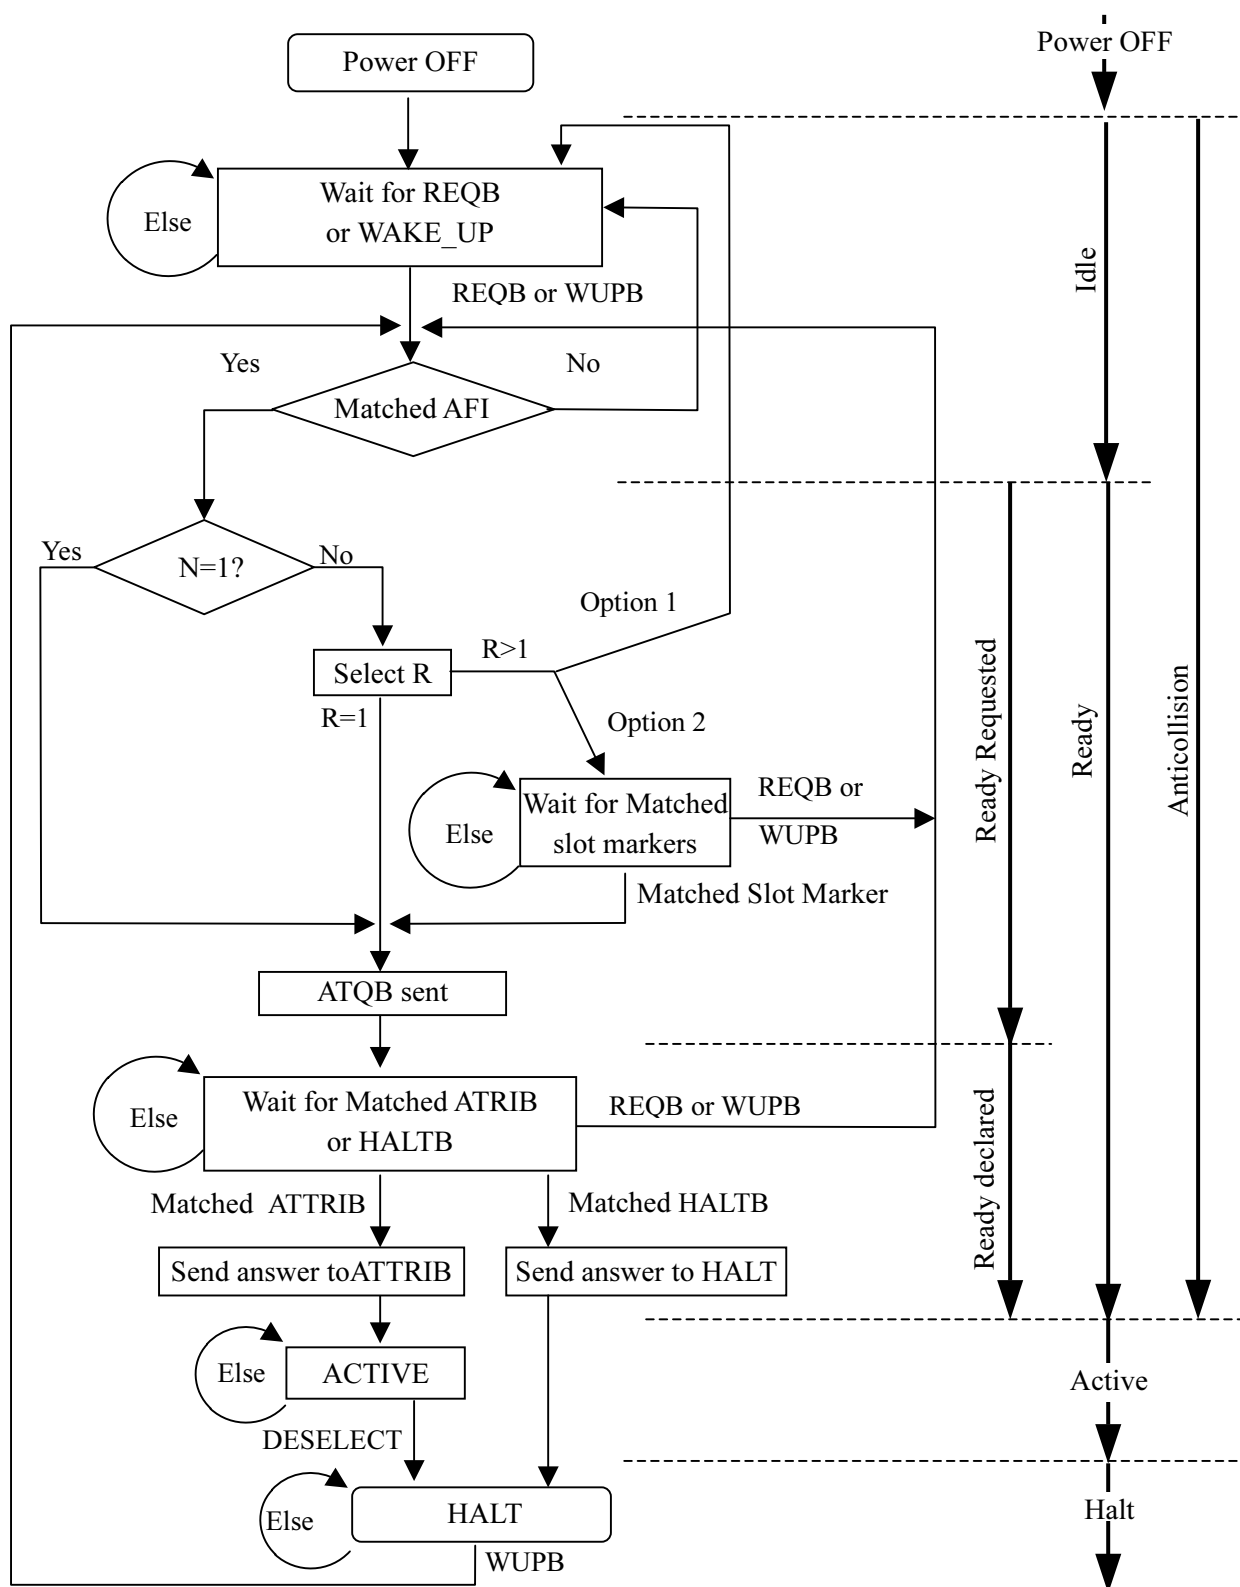 Power OFF
Power OFF
Wait for REQB
or WAKE_UP
Else
Idle
REQB or WUPB
Yes
No
Matched AFI
Yes
N=1?
No
Option 1
R>1
Select R
R=1
Option 2
Ready Requested
Ready
Anticollision
Wait for Matched
slot markers
Else
REQB or
WUPB
Matched Slot Marker
ATQB sent
Wait for Matched ATRIB
or HALTB
Else
REQB or WUPB
Ready declared
Matched ATTRIB
Matched HALTB
Send answer toATTRIB
Send answer to HALT
Else
ACTIVE
Active
DESELECT
HALT
Else
Halt
WUPB